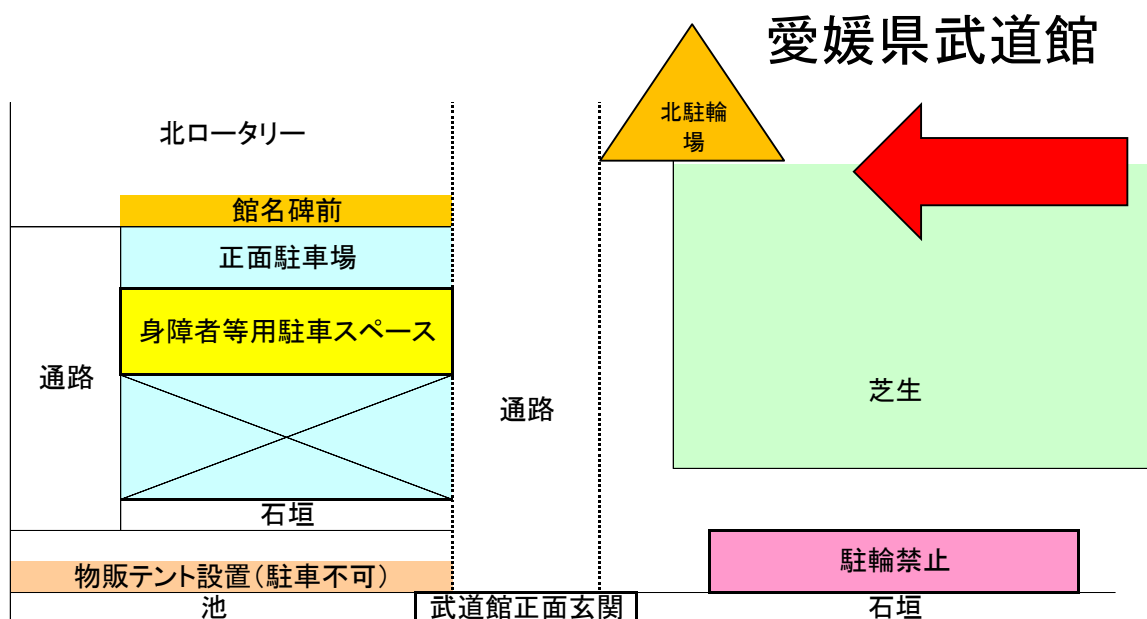 愛媛県武道館
北駐輪
場
北ロータリー
館名碑前
正面駐車場
身障者等用駐車スペース
通路
通路
芝生
石垣
駐輪禁止
物販テント設置(駐車不可)
池
武道館正面玄関
石垣